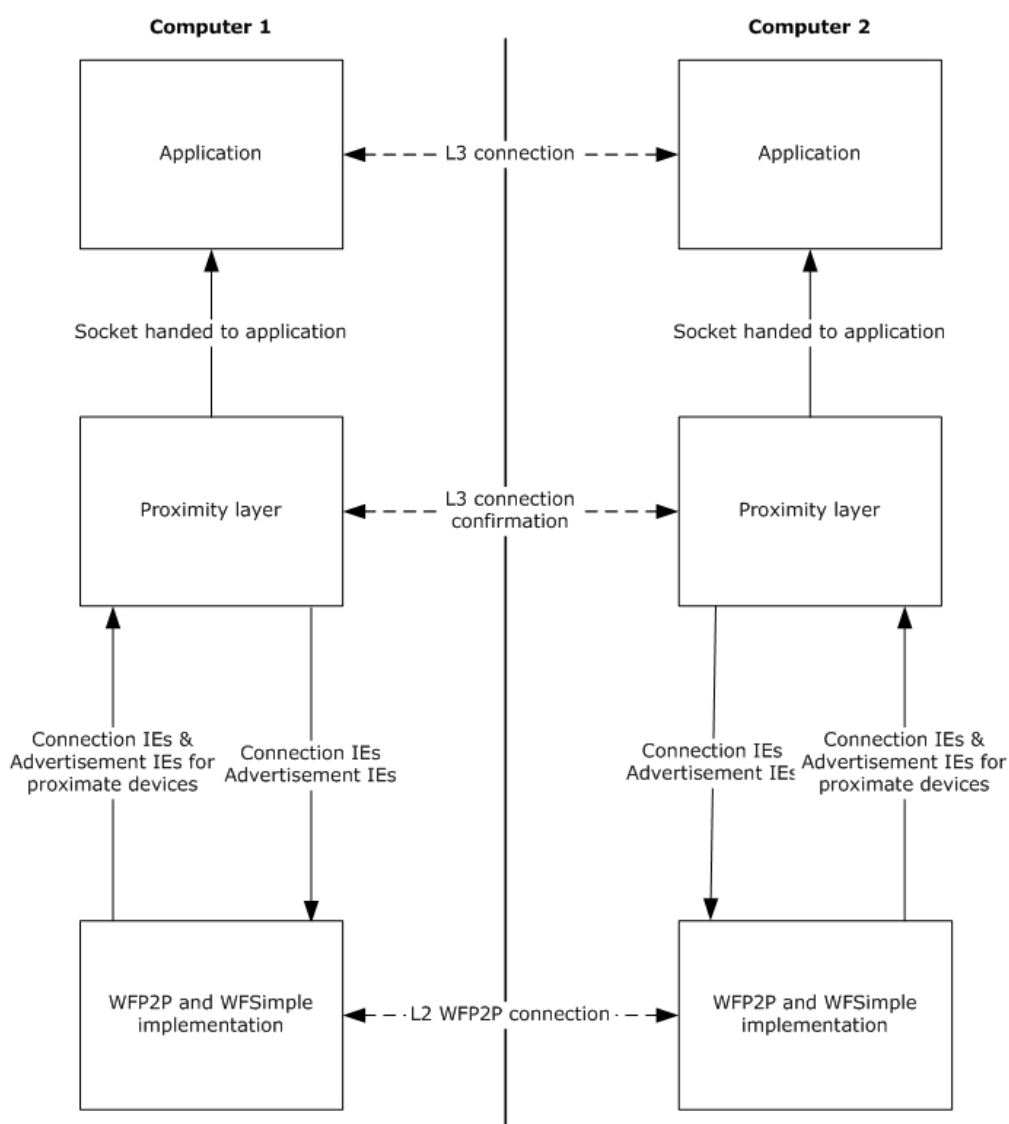 Computer 1
Computer 2
Application
L3 connection
Application
Socket handed to application
Socket handed to application
Proximity layer
L3 connection
confirmation
Proximity layer
Connection IEs &
Advertisement IEs for
proximate devices
Connection IEs
Advertisement IEs
Connection IEs
Advertisement IEs
Connection IEs &
Advertisement IEs for
proximate devices
WFP2P and WFSimple
implementation
L2 WFP2P connection
WFP2P and WFSimple
implementation